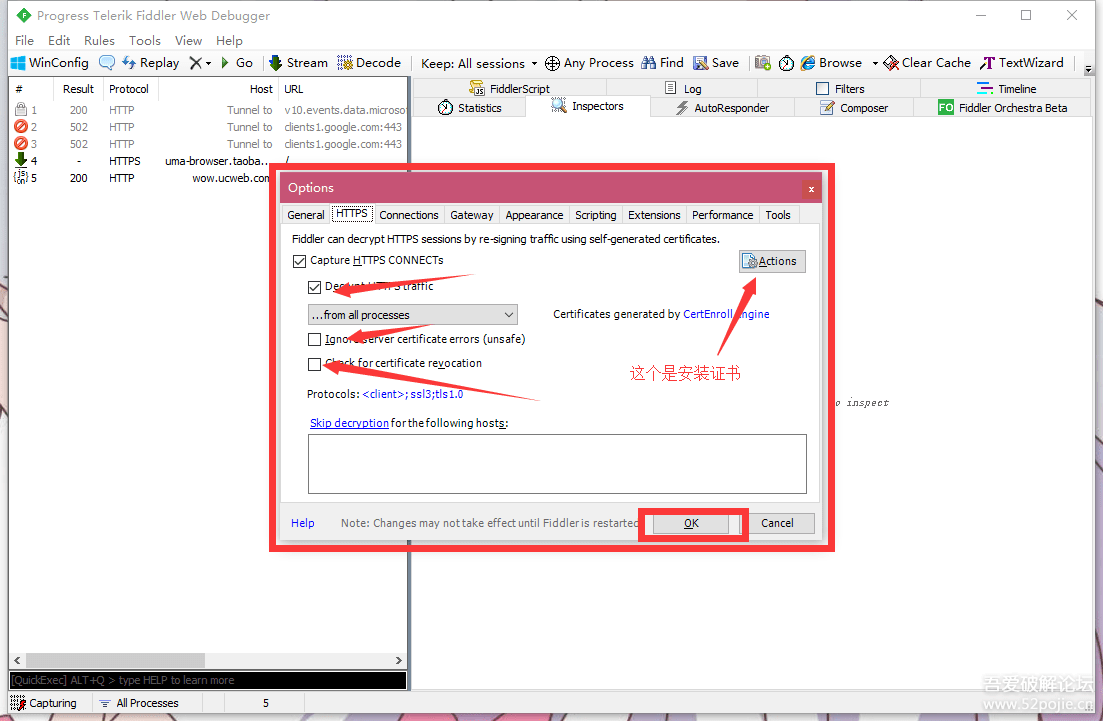 Progress Telerik Fiddler Web Debugger
File Edit Rules Tools View Help
WinConfig Replay Go Stream Decode Keep: All sessions Any Process Find Save Browse Clear Cache TextWizard
# Result Protocol Host URL
1 200 HTTP Tunnel to v10.events.data.microsof
2 502 HTTP Tunnel to clients1.google.com:443
3 502 HTTP Tunnel to clients1.google.com:443
4 - HTTPS uma-browser.taoba... /
5 200 HTTP wow.ucweb.com
FiddlerScript Log Filters Timeline
Statistics Inspectors AutoResponder Composer FO Fiddler Orchestra Beta
Options
General HTTPS Connections Gateway Appearance Scripting Extensions Performance Tools
Fiddler can decrypt HTTPS sessions by re-signing traffic using self-generated certificates.
Capture HTTPS CONNECTs
Actions
Decrypt HTTPS traffic
...from all processes
Certificates generated by CertEnroll engine
Ignore server certificate errors (unsafe)
Check for certificate revocation
这个是安装证书
Protocols: <client>;ssl3;tls1.0
o inspect
Skip decryption for the following hosts:
Help Note: Changes may not take effect until Fiddler is restarted OK Cancel
[QuickExec] ALT+Q > type HELP to learn more
Capturing All Processes 5
吾爱破解论坛
www.52pojie.cn